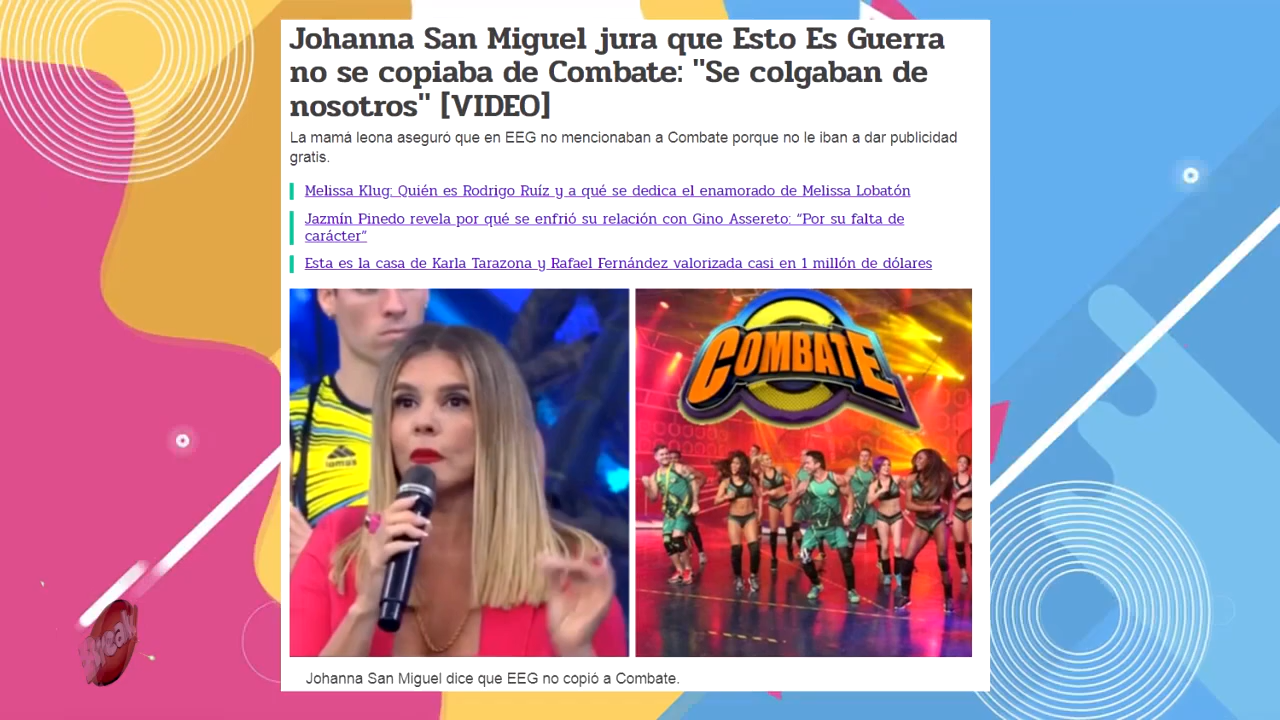 Johanna San Miguel jura que Esto Es Guerra
no se copiaba de Combate: "Se colgaban de
nosotros" [VIDEO]
La mamá leona aseguró que en EEG no mencionaban a Combate porque no le iban a dar publicidad
gratis.
Melissa Klug: Quién es Rodrigo Ruíz y a qué se dedica el enamorado de Melissa Lobatón
Jazmín Pinedo revela por qué se enfrió su relación con Gino Assereto: “Por su falta de
carácter”
Esta es la casa de Karla Tarazona y Rafael Fernández valorizada casi en 1 millón de dólares
COMBATE
Johanna San Miguel dice que EEG no copió a Combate.